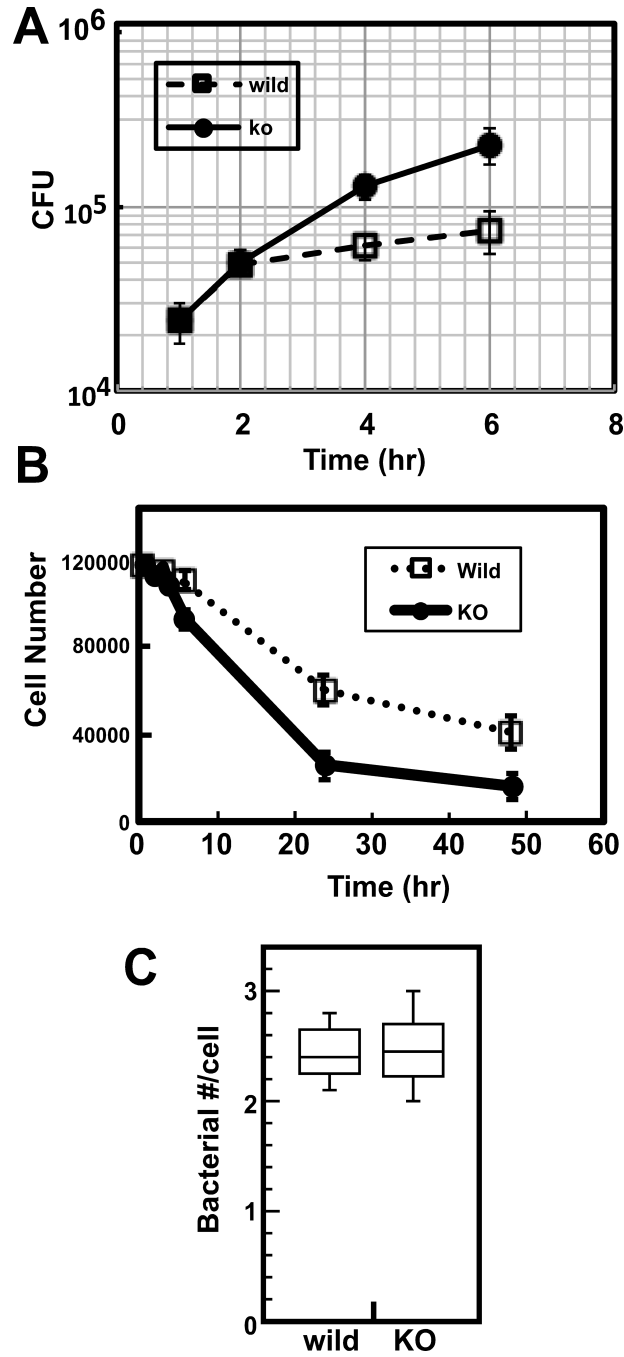 A
10^6
wild
ko
10^5
CFU
10^4
0 2 4 6 8
Time (hr)
B
120000
Wild
KO
80000
Cell Number
40000
0
0 10 20 30 40 50 60
Time (hr)
C
3
2
Bacterial #/cell
1
0
wild KO